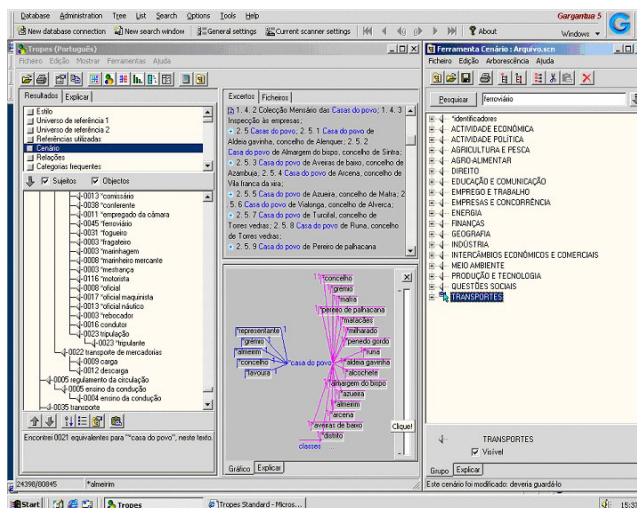 Database Administration Tree List Search Options Tools Help
Gargantua 5
New database connection New search window General settings Current scanner settings About Windows
Tropes (Português)
Ficheiro Edição Mostrar Ferramentas Ajuda
Resultados Explicar
Estilo
Universo de referência 1
Universo de referência 2
Referências utilizadas
Cenário
Relações
Categorias frequentes
Sujeitos Objectos
0013 *comissário
0038 *conferente
0011 *empregado da câmara
0045 *ferroviário
0031 *fogueiro
0003 *fragateiro
0003 *marinhagem
0008 *marinheiro mercante
0003 *mestrança
0116 *motorista
0008 *oficial
0017 *oficial maquinista
0013 *oficial náutico
0003 *rebocador
0016 condutor
0023 tripulação
0023 *tripulante
0022 transporte de mercadorias
0009 carga
0012 descarga
0005 regulamento da circulação
0005 ensino da condução
0004 ensino da condução
0035 transporte
Encontrei 0021 equivalentes para "*casa do povo", neste texto.
24398/80845 *almeirim
Excertos Ficheiros
1. 4. 2 Colecção Mensário das Casas do povo; 1. 4. 3
Inspecção às empresas;
2. 5 Casas do povo; 2. 5. 1 Casa do povo de
Aldeia gavinha, concelho de Alenquer; 2. 5. 2
Casa do povo de Almargem do bispo, concelho de Sintra;
2. 5. 3 Casa do povo de Aveiras de baixo, concelho de
Azambuja; 2. 5. 4 Casa do povo de Arcena, concelho de
Vila franca da xira;
2. 5. 5 Casa do povo de Azueira, concelho de Mafra; 2
.5. 6 Casa do povo de Vialonga, concelho de Alverca;
2. 5. 7 Casa do povo de Turcifal, concelho de
Torres vedras; 2. 5. 8 Casa do povo de Runa, concelho
de Torres vedras;
2. 5. 9 Casa do povo de Pereiro de palhacana
*concelho
*grémio
*mafra
*pereiro de palhacana
*matacães
*milharado
*penedo gordo
*runa
*aldeia gavinha
*alcochete
*almargem do bispo
*azueira
*almeirim
*arcena
*aveiras de baixo
*distrito
*representante
*grémio
almeirim
*concelho
*lavoura
*casa do povo
classes ...
Clique!
Gráfico Explicar
Ferramenta Cenário : Arquivo.scn
Ficheiro Edição Arborescência Ajuda
Pesquisar ferroviário
*identificadores
ACTIVIDADE ECONÓMICA
ACTIVIDADE POLÍTICA
AGRICULTURA E PESCA
AGRO-ALIMENTAR
DIREITO
EDUCAÇÃO E COMUNICAÇÃO
EMPREGO E TRABALHO
EMPRESAS E CONCORRÊNCIA
ENERGIA
FINANÇAS
GEOGRAFIA
INDÚSTRIA
INTERCÂMBIOS ECONÓMICOS E COMERCIAIS
MEIO AMBIENTE
PRODUÇÃO E TECNOLOGIA
QUESTÕES SOCIAIS
TRANSPORTES
TRANSPORTES
Visível
Grupo Explicar
Este cenário foi modificado: deveria guardá-lo
Start Tropes Tropes Standard - Micros...